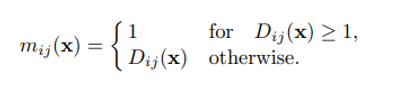 m_{ij}(x) = { 1 for D_{ij}(x) ≥ 1,
D_{ij}(x) otherwise.